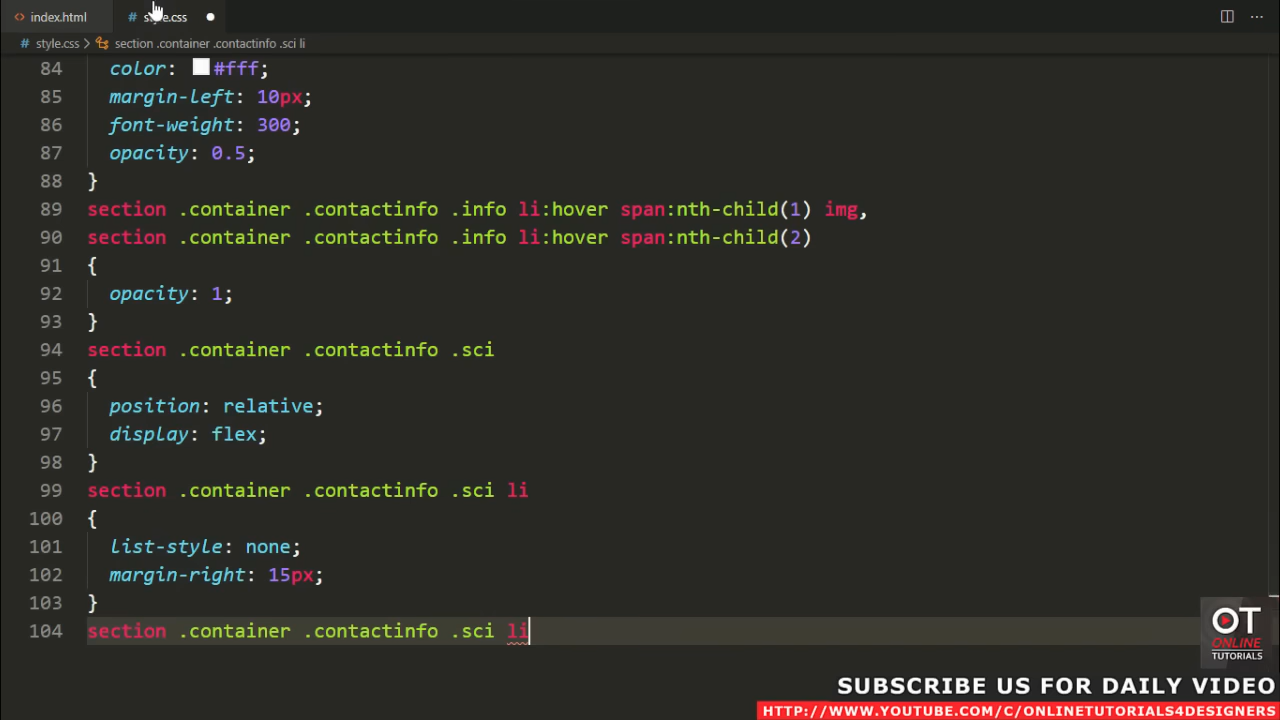 index.html
# style.css
# style.css > section .container .contactinfo .sci li
84 color: #fff;
85 margin-left: 10px;
86 font-weight: 300;
87 opacity: 0.5;
88 }
89 section .container .contactinfo .info li:hover span:nth-child(1) img,
90 section .container .contactinfo .info li:hover span:nth-child(2)
91 {
92 opacity: 1;
93 }
94 section .container .contactinfo .sci
95 {
96 position: relative;
97 display: flex;
98 }
99 section .container .contactinfo .sci li
100 {
101 list-style: none;
102 margin-right: 15px;
103 }
104 section .container .contactinfo .sci li
OT
ONLINE
TUTORIALS
SUBSCRIBE US FOR DAILY VIDEO
HTTP://WWW.YOUTUBE.COM/C/ONLINETUTORIALS4DESIGNERS